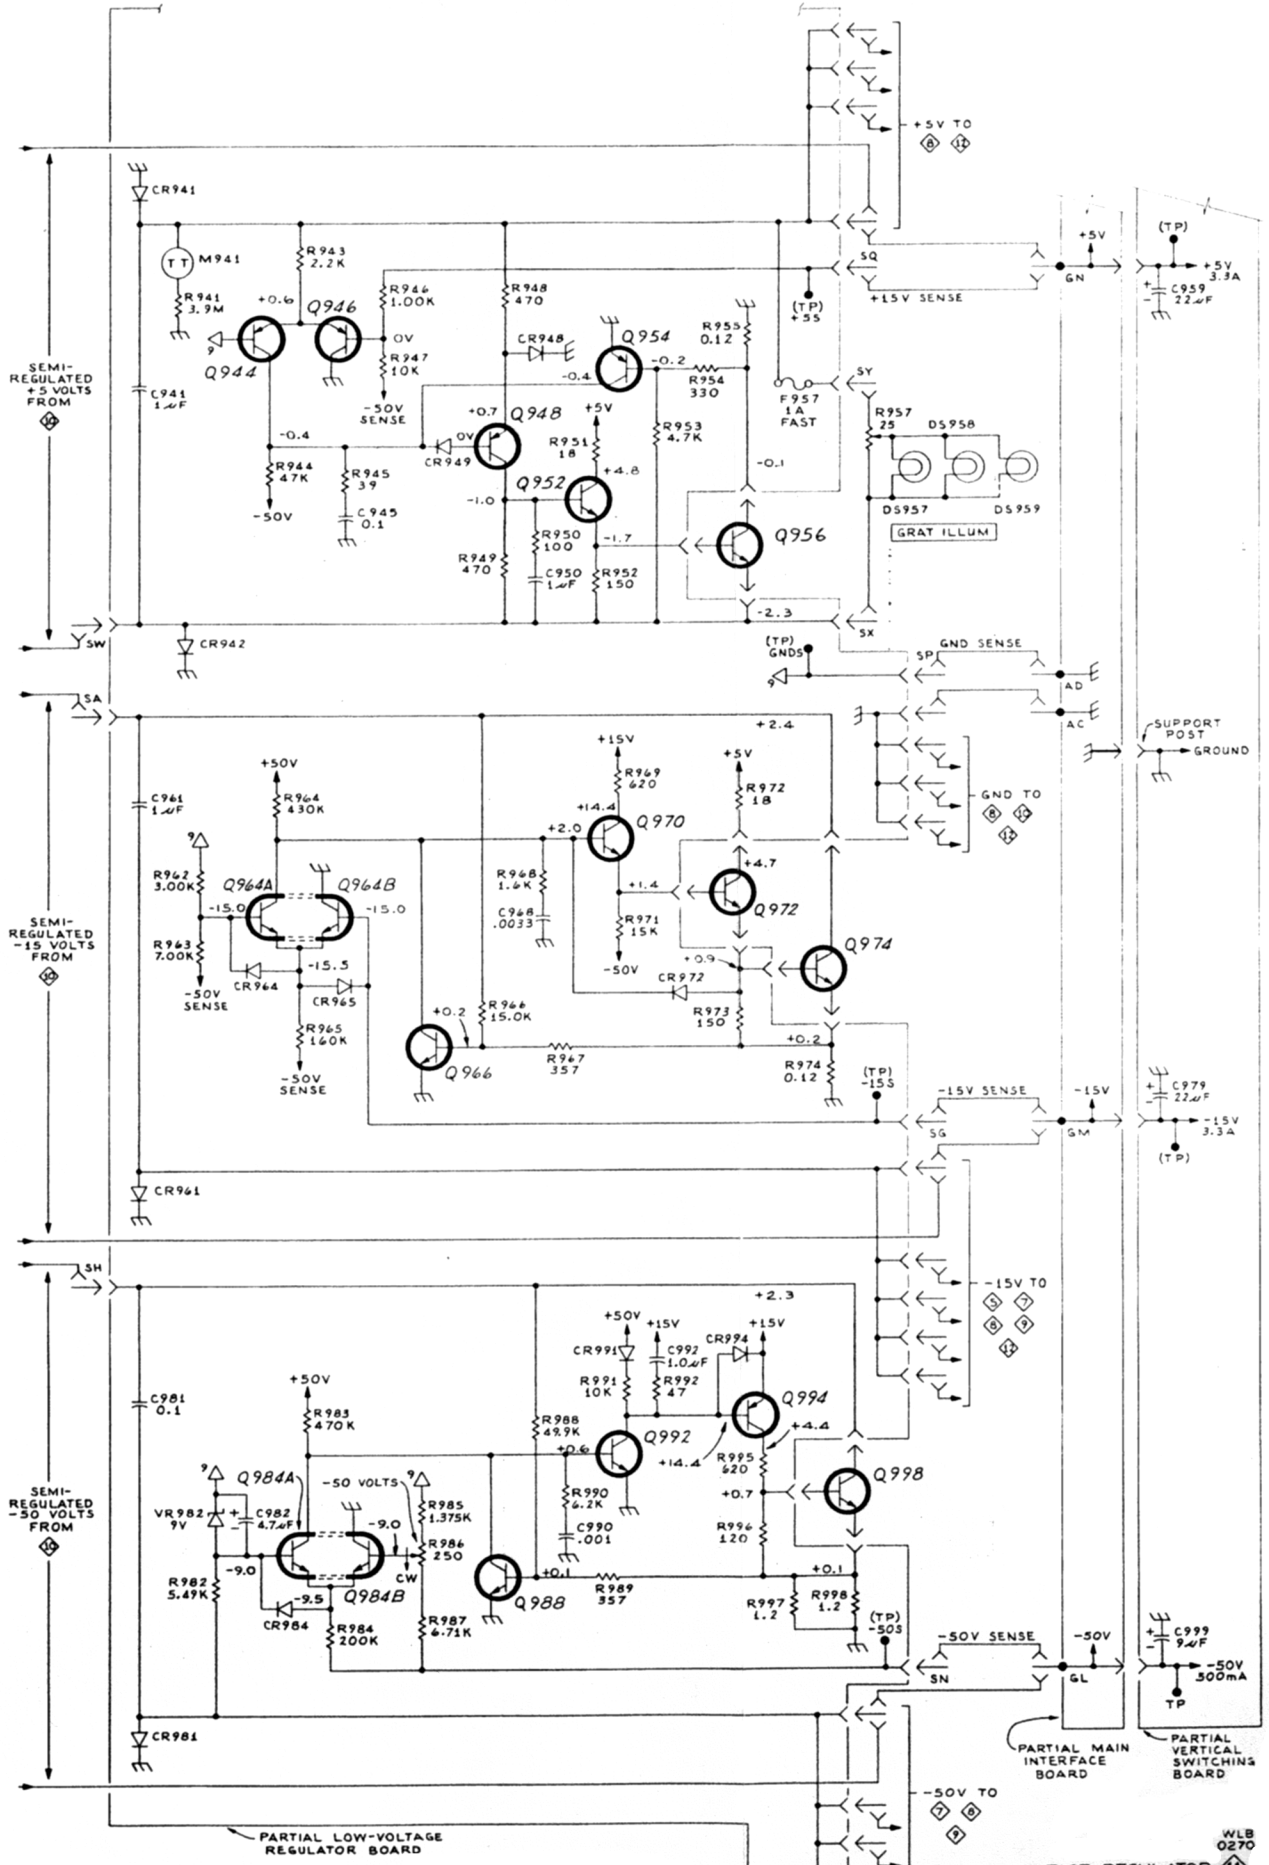 +5V TO
8 12
CR941
M941
TT
R941
3.9M
R943
2.2K
+0.6
Q946
R946
1.00K
0V
R947
10K
-50V
SENSE
9
Q944
R948
470
CR948
Q954
(TP)
+5S
SQ
+15V SENSE
GN
+5V
(TP)
+5V
3.3A
C959
22µF
R955
0.12
-0.2
R954
330
-0.4
F957
1A
FAST
SY
R957
25
DS958
DS957
DS959
GRAT ILLUM
SEMI-
REGULATED
+5 VOLTS
FROM
10
C941
1µF
-0.4
R944
47K
-50V
R945
39
C945
0.1
+0.7
Q948
0V
CR949
+5V
R951
18
+4.8
R953
4.7K
-0.1
Q952
-1.0
R950
100
C950
1µF
-1.7
R949
470
R952
150
Q956
-2.3
SW
CR942
SX
(TP)
GNDS
9
SP
GND SENSE
AD
AC
SA
+2.4
SUPPORT
POST
GROUND
GND TO
8 10
12
+50V
R964
430K
C961
1µF
+15V
R969
620
+14.4
+2.0
Q970
+5V
R972
18
+4.7
Q972
9
R962
3.00K
Q964A
Q964B
-15.0
-15.0
R963
7.00K
-50V
SENSE
-15.5
CR964
CR965
R965
160K
-50V
SENSE
R968
1.6K
C968
.0033
+1.4
R971
15K
-50V
+0.9
CR972
Q974
R973
150
R966
15.0K
+0.2
Q966
R967
357
+0.2
R974
0.12
(TP)
-15S
SEMI-
REGULATED
-15 VOLTS
FROM
10
-15V SENSE
SG
-15V
GM
C979
22µF
-15V
3.3A
(TP)
CR961
SH
-15V TO
5 7
8 9
12
+2.3
+50V
+15V
CR994
+15V
CR991
C992
1.0µF
R991
10K
R992
47
Q994
C981
0.1
+50V
R983
470K
R988
49.9K
+0.6
Q992
+14.4
+4.4
R995
620
+0.7
Q998
9
Q984A
-50 VOLTS
9
VR982
9V
C982
4.7µF
R985
1.375K
-9.0
R986
250
CW
R990
6.2K
C990
.001
R996
120
SEMI-
REGULATED
-50 VOLTS
FROM
10
-9.0
R982
5.49K
-9.5
Q984B
CR984
R984
200K
R987
6.71K
Q988
+0.1
R989
357
+0.1
R997
1.2
R998
1.2
(TP)
-50S
-50V SENSE
SN
-50V
GL
C999
9µF
-50V
500mA
TP
CR981
PARTIAL MAIN
INTERFACE
BOARD
PARTIAL
VERTICAL
SWITCHING
BOARD
-50V TO
7 8
9
PARTIAL LOW-VOLTAGE
REGULATOR BOARD
WLB
0270